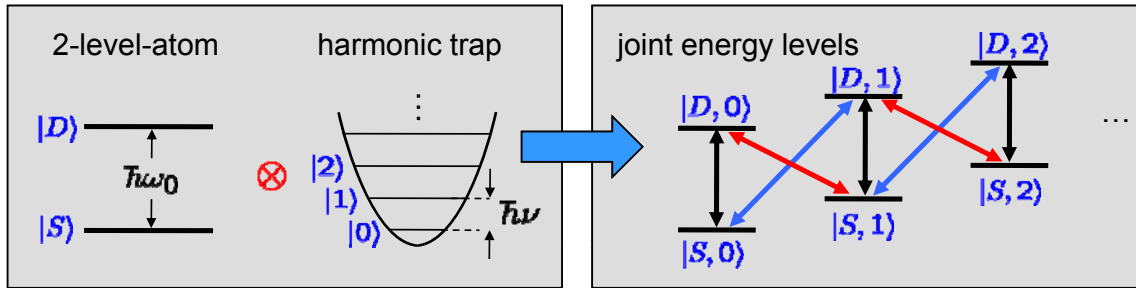 2-level-atom
harmonic trap
|D⟩
ħω₀
|S⟩
⊗
⋮
|2⟩
|1⟩
|0⟩
ħν
joint energy levels
|D, 0⟩
|D, 1⟩
|D, 2⟩
|S, 0⟩
|S, 1⟩
|S, 2⟩
...